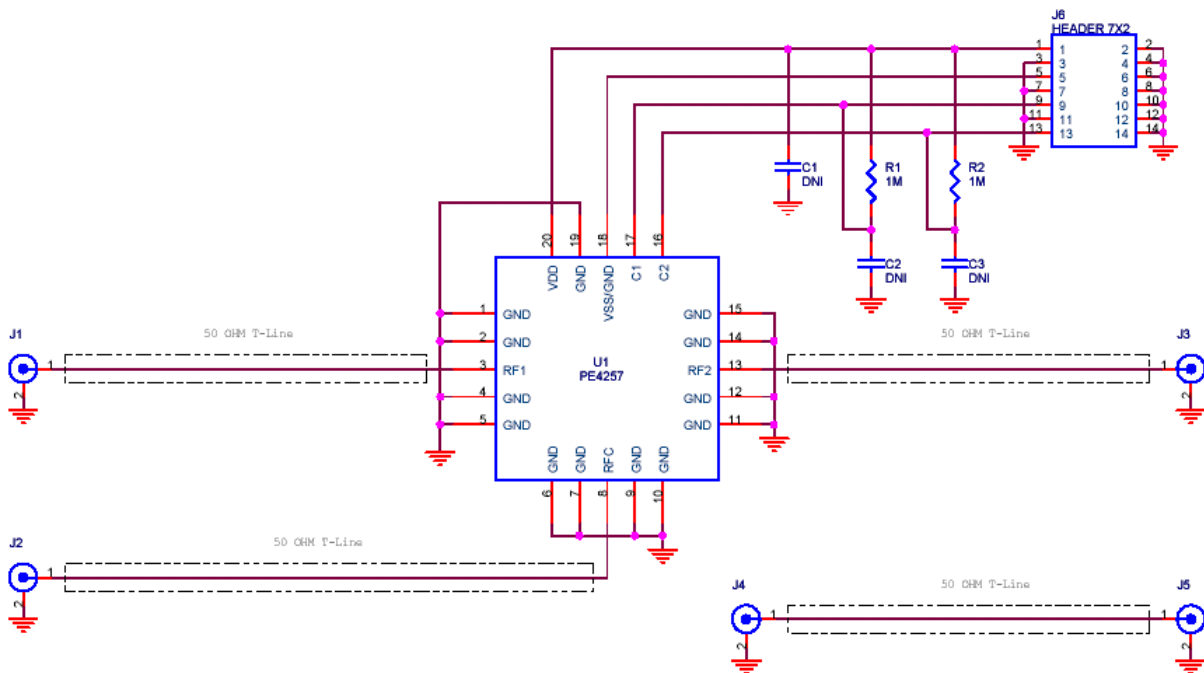 J6
HEADER 7X2
1 1 2 2
3 3 4 4
5 5 6 6
7 7 8 8
9 9 10 10
11 11 12 12
13 13 14 14
C1
DNI
R1
1M
R2
1M
C2
DNI
C3
DNI
20 19 18 17 16
VDD GND VSS/GND C1 C2
1 GND GND 15
2 GND GND 14
3 RF1 RF2 13
4 GND GND 12
5 GND GND 11
U1
PE4257
GND GND RFC GND GND
6 7 8 9 10
J1
50 OHM T-Line
1
2
50 OHM T-Line
J3
1
2
J2
50 OHM T-Line
1
2
J4
50 OHM T-Line
J5
1 1
2 2